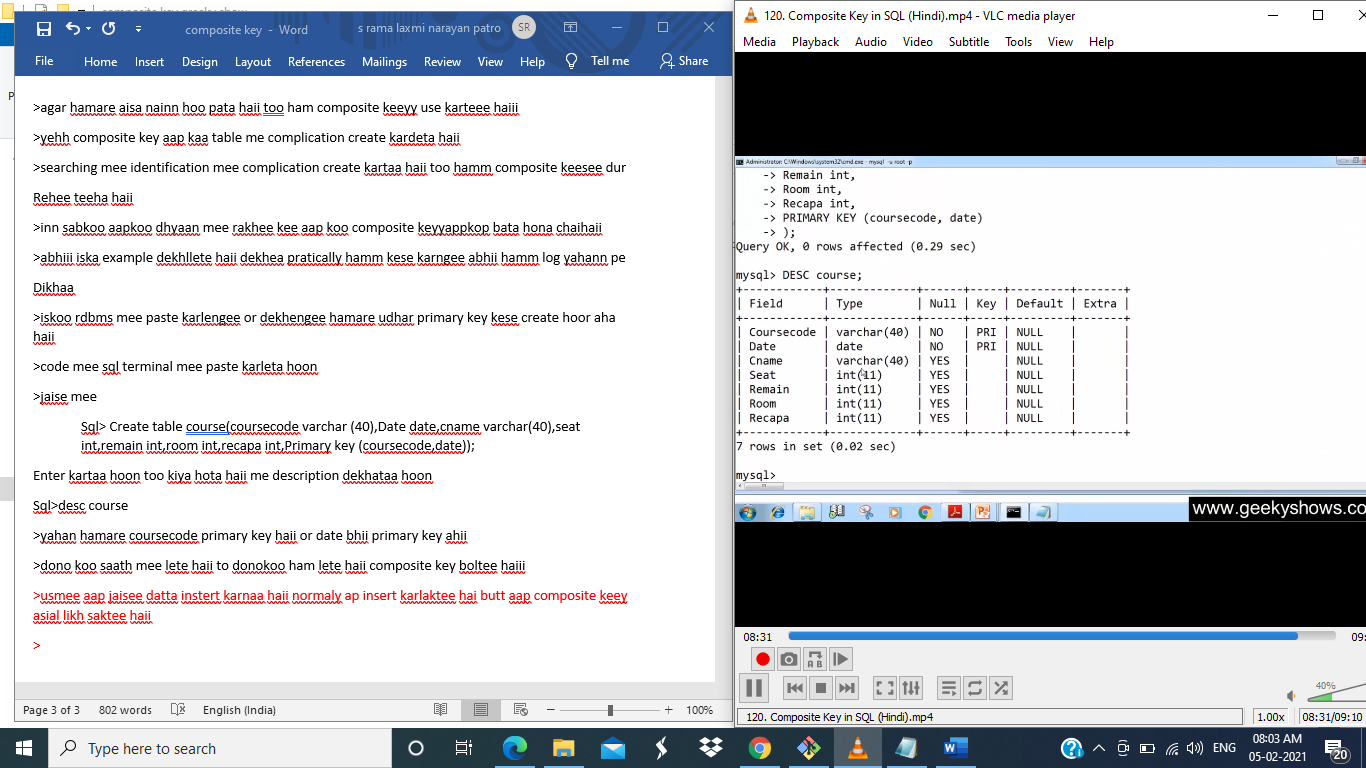 composite key - Word
s rama laxmi narayan patro
SR
File Home Insert Design Layout References Mailings Review View Help Tell me Share
>agar hamare aisa nainn hoo pata haii too ham composite keeyy use karteee haiii
>yehh composite key aap kaa table me complication create kardeta haii
>searching mee identification mee complication create kartaa haii too hamm composite keesee dur
Rehee teeha haii
>inn sabkoo aapkoo dhyaan mee rakhee kee aap koo composite keyyappkop bata hona chaihaii
>abhiii iska example dekhllete haii dekhea pratically hamm kese karngee abhii hamm log yahann pe
Dikhaa
>iskoo rdbms mee paste karlengee or dekhengee hamare udhar primary key kese create hoor aha
haii
>code mee sql terminal mee paste karleta hoon
>jaise mee
Sql> Create table course(coursecode varchar (40),Date date,cname varchar(40),seat
int,remain int,room int,recapa int,Primary key (coursecode,date));
Enter kartaa hoon too kiya hota haii me description dekhataa hoon
Sql>desc course
>yahan hamare coursecode primary key haii or date bhii primary key ahii
>dono koo saath mee lete haii to donokoo ham lete haii composite key boltee haiii
>usmee aap jaisee datta instert karnaa haii normaly ap insert karlaktee hai butt aap composite keey
asial likh saktee haii
>
Page 3 of 3 802 words English (India) 100%
120. Composite Key in SQL (Hindi).mp4 - VLC media player
Media Playback Audio Video Subtitle Tools View Help
Administrator: C:\Windows\system32\cmd.exe - mysql -u root -p
-> Remain int,
-> Room int,
-> Recapa int,
-> PRIMARY KEY (coursecode, date)
-> );
Query OK, 0 rows affected (0.29 sec)
mysql> DESC course;
+------------+-------------+------+-----+---------+-------+
| Field | Type | Null | Key | Default | Extra |
+------------+-------------+------+-----+---------+-------+
| Coursecode | varchar(40) | NO | PRI | NULL | |
| Date | date | NO | PRI | NULL | |
| Cname | varchar(40) | YES | | NULL | |
| Seat | int(11) | YES | | NULL | |
| Remain | int(11) | YES | | NULL | |
| Room | int(11) | YES | | NULL | |
| Recapa | int(11) | YES | | NULL | |
+------------+-------------+------+-----+---------+-------+
7 rows in set (0.02 sec)
mysql>
www.geekyshows.co
08:31 09:
A B
40%
120. Composite Key in SQL (Hindi).mp4 1.00x 08:31/09:10
Type here to search
ENG
08:03 AM
05-02-2021
20